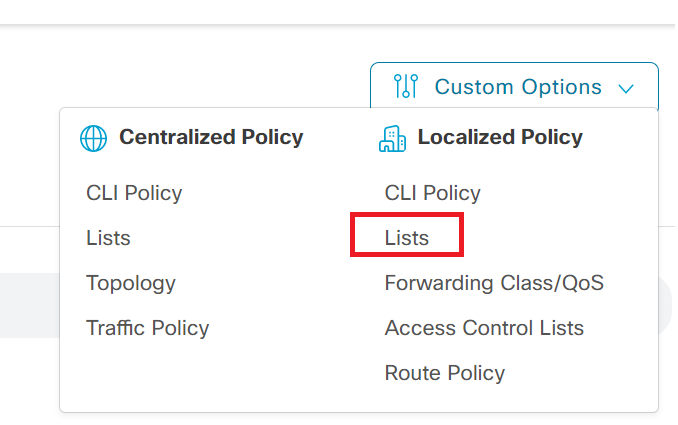 Custom Options
Centralized Policy
CLI Policy
Lists
Topology
Traffic Policy
Localized Policy
CLI Policy
Lists
Forwarding Class/QoS
Access Control Lists
Route Policy